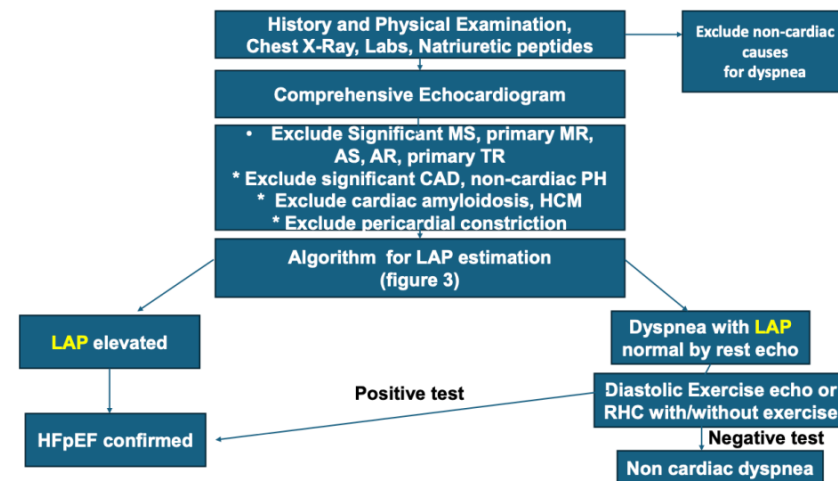 History and Physical Examination,
Chest X-Ray, Labs, Natriuretic peptides
Exclude non-cardiac
causes
for dyspnea
Comprehensive Echocardiogram
• Exclude Significant MS, primary MR,
AS, AR, primary TR
* Exclude significant CAD, non-cardiac PH
* Exclude cardiac amyloidosis, HCM
* Exclude pericardial constriction
Algorithm for LAP estimation
(figure 3)
LAP elevated
Dyspnea with LAP
normal by rest echo
Positive test
Diastolic Exercise echo or
RHC with/without exercise
HFpEF confirmed
Negative test
Non cardiac dyspnea